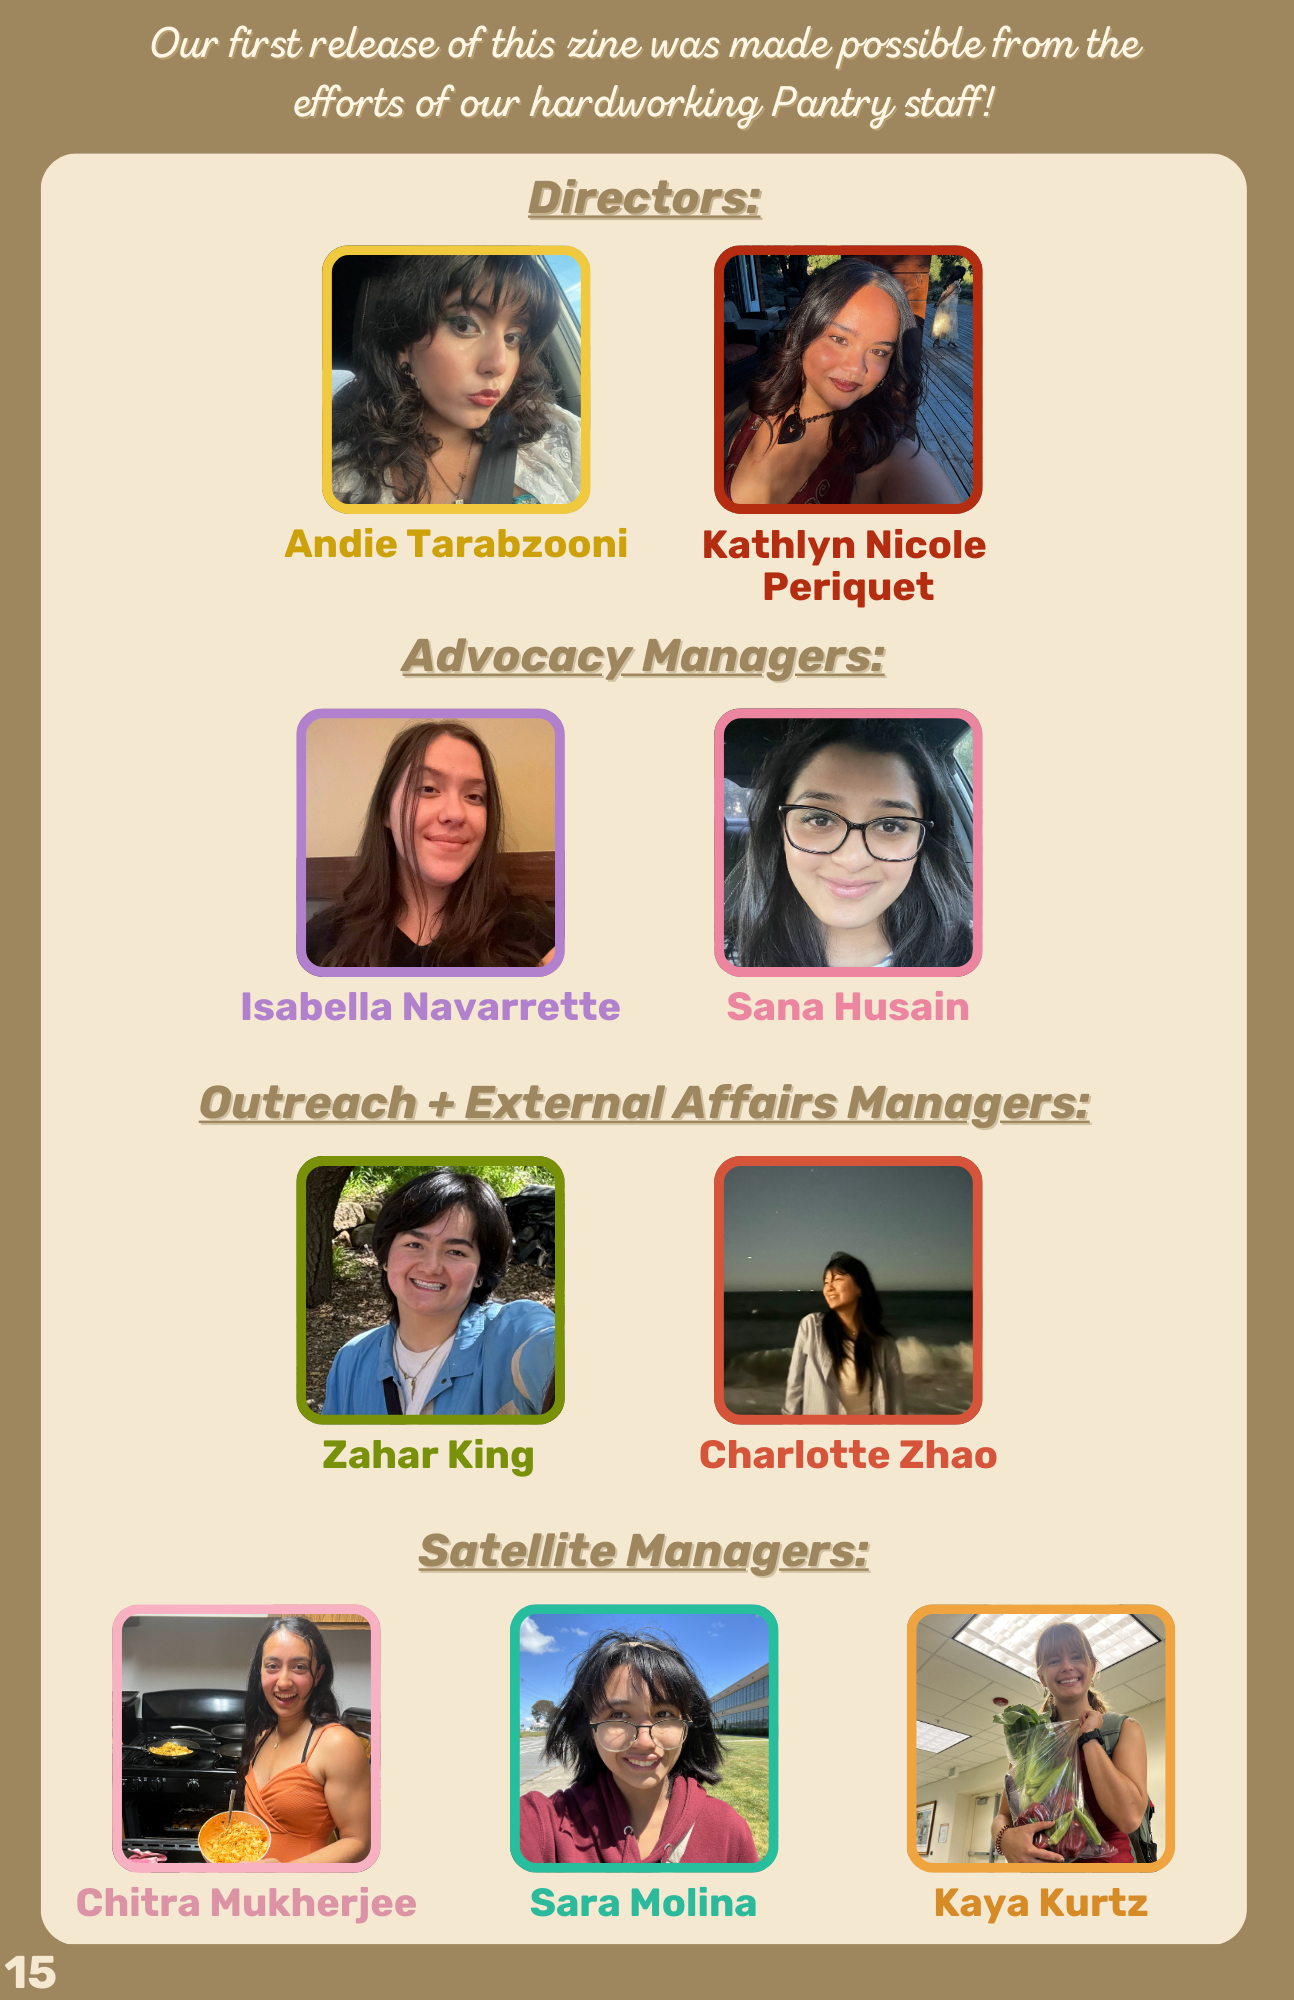 Our first release of this zine was made possible from the
efforts of our hardworking Pantry staff!
Directors:
Andie Tarabzooni
Kathlyn Nicole
Periquet
Advocacy Managers:
Isabella Navarrette
Sana Husain
Outreach + External Affairs Managers:
Zahar King
Charlotte Zhao
Satellite Managers:
Chitra Mukherjee
Sara Molina
Kaya Kurtz
15